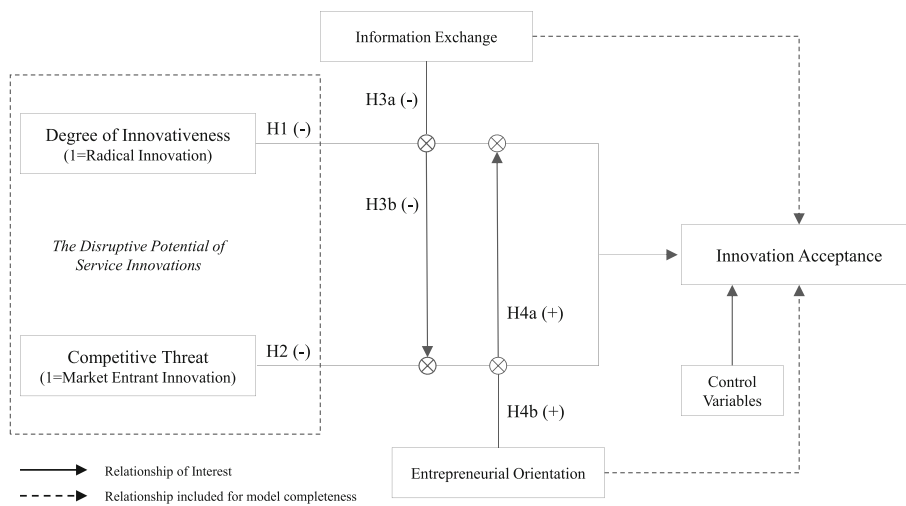 Information Exchange
H3a (-)
Degree of Innovativeness
(1=Radical Innovation)
H1 (-)
H3b (-)
The Disruptive Potential of
Service Innovations
Innovation Acceptance
H4a (+)
Competitive Threat
(1=Market Entrant Innovation)
H2 (-)
Control
Variables
H4b (+)
Entrepreneurial Orientation
Relationship of Interest
Relationship included for model completeness